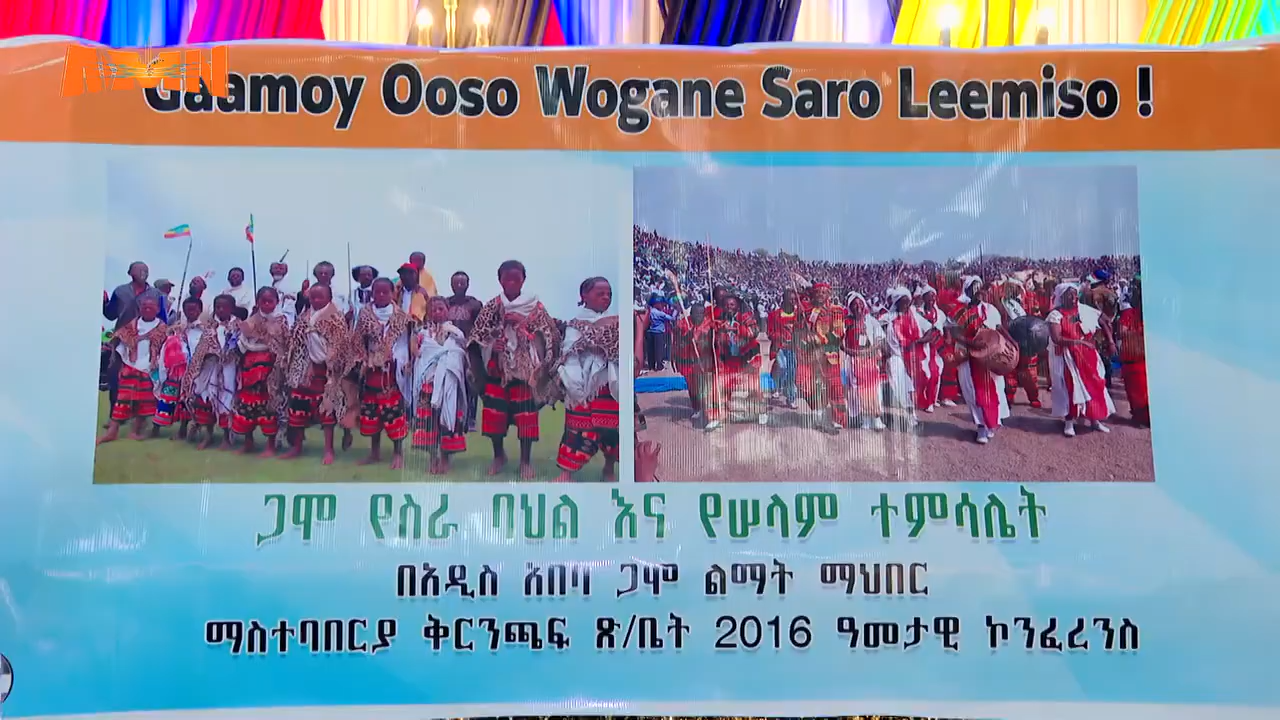 AMN
Gaamoy Ooso Wogane Saro Leemiso !
ጋሞ የስራ ባህል እና የሠላም ተምሳሌት
በአዲስ አበባ ጋሞ ልማት ማህበር
ማስተባበርያ ቅርንጫፍ ጽ/ቤት 2016 ዓመታዊ ኮንፈረንስ